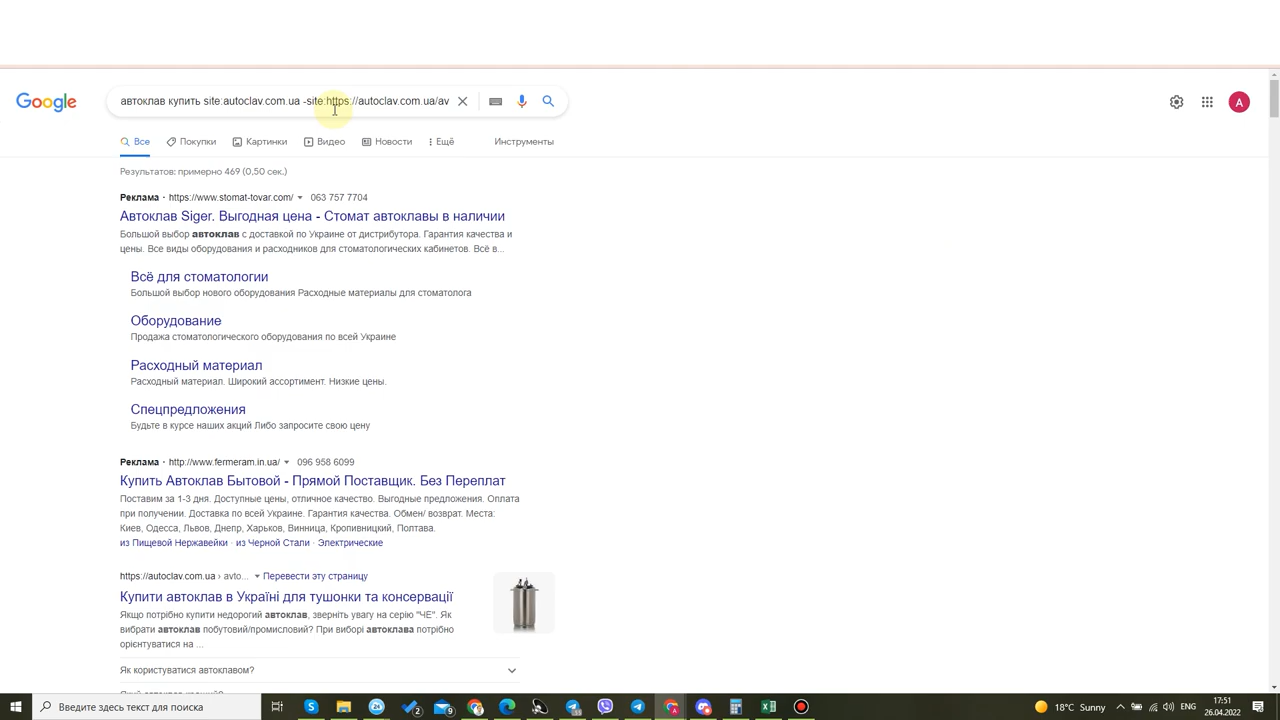 Google
автоклав купить site:autoclav.com.ua -site:https://autoclav.com.ua/av
A
Все Покупки Картинки Видео Новости Ещё Инструменты
Результатов: примерно 469 (0,50 сек.)
Реклама · https://www.stomat-tovar.com/ 063 757 7704
Автоклав Siger. Выгодная цена - Стомат автоклавы в наличии
Большой выбор автоклав с доставкой по Украине от дистрибутора. Гарантия качества и
цены. Все виды оборудования и расходников для стоматологических кабинетов. Всё в...
Всё для стоматологии
Большой выбор нового оборудования Расходные материалы для стоматолога
Оборудование
Продажа стоматологического оборудования по всей Украине
Расходный материал
Расходный материал. Широкий ассортимент. Низкие цены.
Спецпредложения
Будьте в курсе наших акций Либо запросите свою цену
Реклама · http://www.fermeram.in.ua/ 096 958 6099
Купить Автоклав Бытовой - Прямой Поставщик. Без Переплат
Поставим за 1-3 дня. Доступные цены, отличное качество. Выгодные предложения. Оплата
при получении. Доставка по всей Украине. Гарантия качества. Обмен/ возврат. Места:
Киев, Одесса, Львов, Днепр, Харьков, Винница, Кропивницкий, Полтава.
из Пищевой Нержавейки · из Черной Стали · Электрические
https://autoclav.com.ua › avto... Перевести эту страницу
Купити автоклав в Україні для тушонки та консервації
Якщо потрібно купити недорогий автоклав, зверніть увагу на серію "ЧЕ". Як
вибрати автоклав побутовий/промисловий? При виборі автоклава потрібно
орієнтуватися на ...
Як користуватися автоклавом?
Введите здесь текст для поиска
18°C Sunny
ENG
17:51
26.04.2022